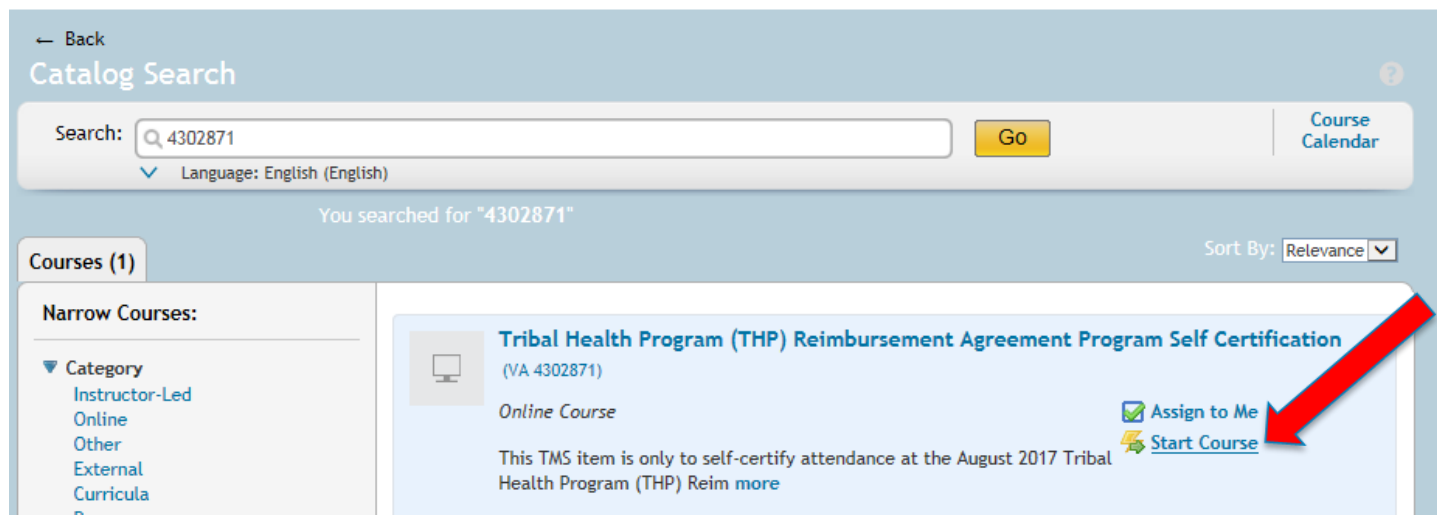 ← Back
Catalog Search
?
Search: 4302871 Go
Course
Calendar
Language: English (English)
You searched for "4302871"
Sort By: Relevance
Courses (1)
Narrow Courses:
Category
Instructor-Led
Online
Other
External
Curricula
Tribal Health Program (THP) Reimbursement Agreement Program Self Certification
(VA 4302871)
Online Course
Assign to Me
Start Course
This TMS item is only to self-certify attendance at the August 2017 Tribal
Health Program (THP) Reim more